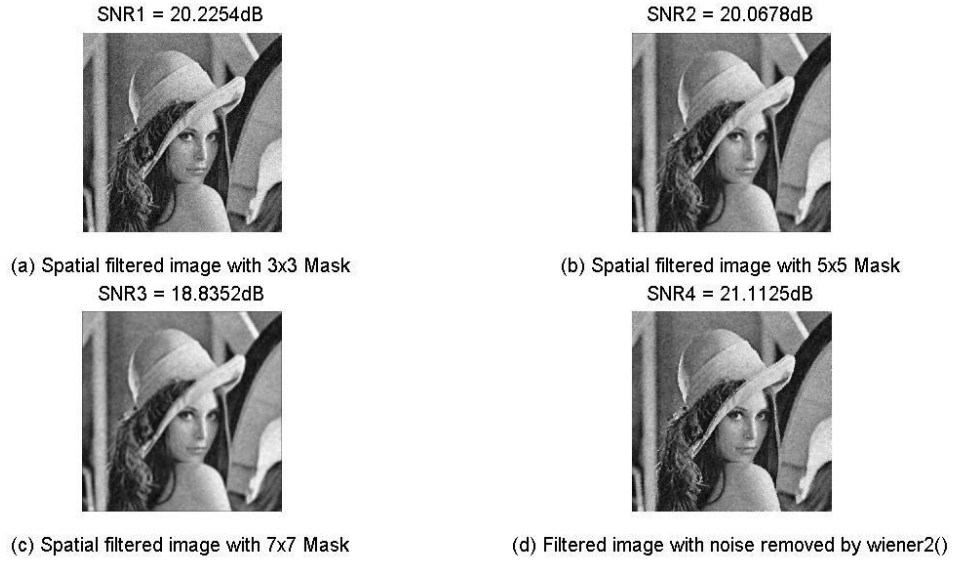 SNR1 = 20.2254dB
SNR2 = 20.0678dB
(a) Spatial filtered image with 3x3 Mask
(b) Spatial filtered image with 5x5 Mask
SNR3 = 18.8352dB
SNR4 = 21.1125dB
(c) Spatial filtered image with 7x7 Mask
(d) Filtered image with noise removed by wiener2()